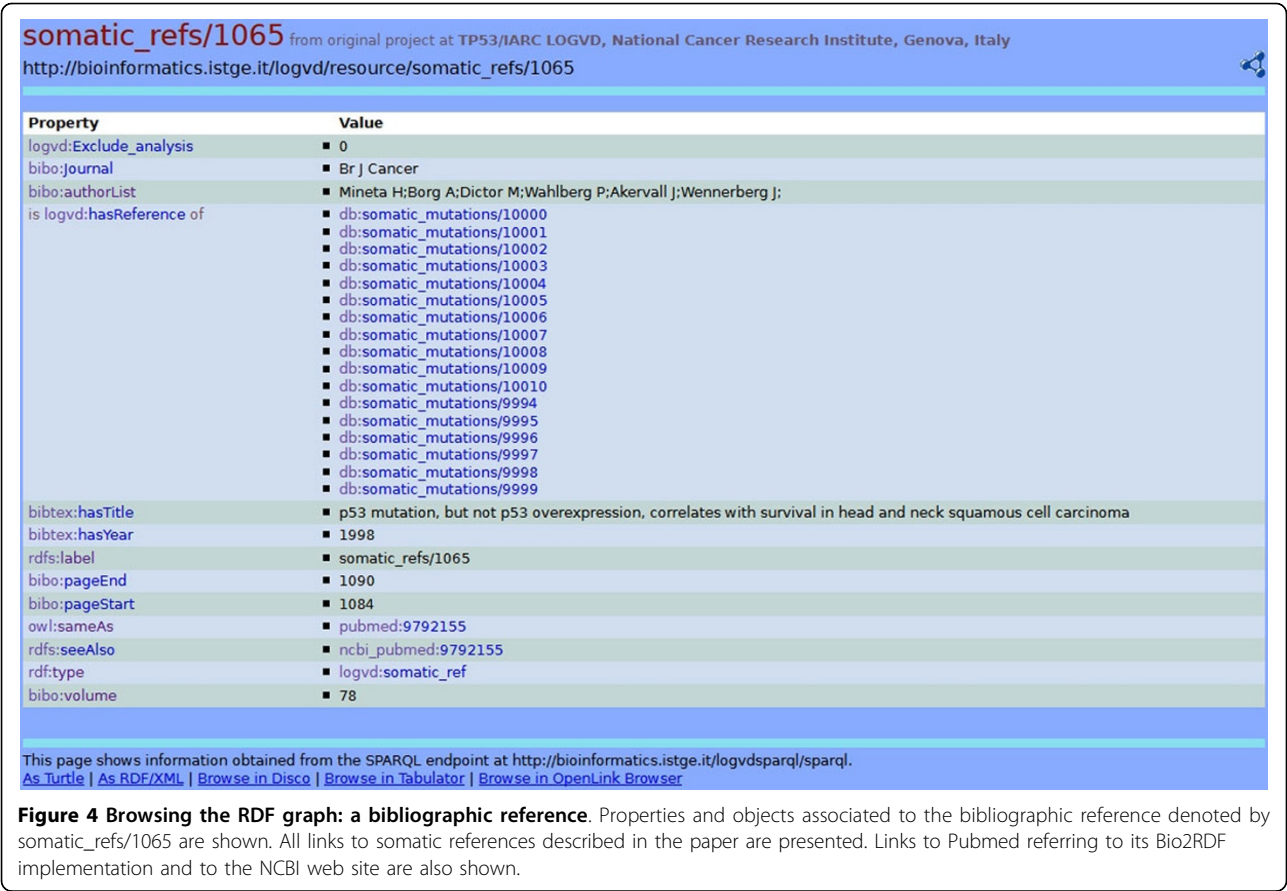 somatic_refs/1065 from original project at TP53/IARC LOGVD, National Cancer Research Institute, Genova, Italy
http://bioinformatics.istge.it/logvd/resource/somatic_refs/1065
Property Value
logvd:Exclude_analysis ▪ 0
bibo:Journal ▪ Br J Cancer
bibo:authorList ▪ Mineta H;Borg A;Dictor M;Wahlberg P;Akervall J;Wennerberg J;
is logvd:hasReference of ▪ db:somatic_mutations/10000
▪ db:somatic_mutations/10001
▪ db:somatic_mutations/10002
▪ db:somatic_mutations/10003
▪ db:somatic_mutations/10004
▪ db:somatic_mutations/10005
▪ db:somatic_mutations/10006
▪ db:somatic_mutations/10007
▪ db:somatic_mutations/10008
▪ db:somatic_mutations/10009
▪ db:somatic_mutations/10010
▪ db:somatic_mutations/9994
▪ db:somatic_mutations/9995
▪ db:somatic_mutations/9996
▪ db:somatic_mutations/9997
▪ db:somatic_mutations/9998
▪ db:somatic_mutations/9999
bibtex:hasTitle ▪ p53 mutation, but not p53 overexpression, correlates with survival in head and neck squamous cell carcinoma
bibtex:hasYear ▪ 1998
rdfs:label ▪ somatic_refs/1065
bibo:pageEnd ▪ 1090
bibo:pageStart ▪ 1084
owl:sameAs ▪ pubmed:9792155
rdfs:seeAlso ▪ ncbi_pubmed:9792155
rdf:type ▪ logvd:somatic_ref
bibo:volume ▪ 78
This page shows information obtained from the SPARQL endpoint at http://bioinformatics.istge.it/logvdsparql/sparql.
As Turtle | As RDF/XML | Browse in Disco | Browse in Tabulator | Browse in OpenLink Browser
Figure 4 Browsing the RDF graph: a bibliographic reference. Properties and objects associated to the bibliographic reference denoted by
somatic_refs/1065 are shown. All links to somatic references described in the paper are presented. Links to Pubmed referring to its Bio2RDF
implementation and to the NCBI web site are also shown.